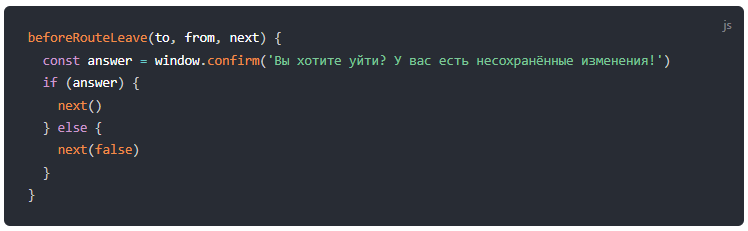 js
beforeRouteLeave(to, from, next) {
  const answer = window.confirm('Вы хотите уйти? У вас есть несохранённые изменения!')
  if (answer) {
    next()
  } else {
    next(false)
  }
}